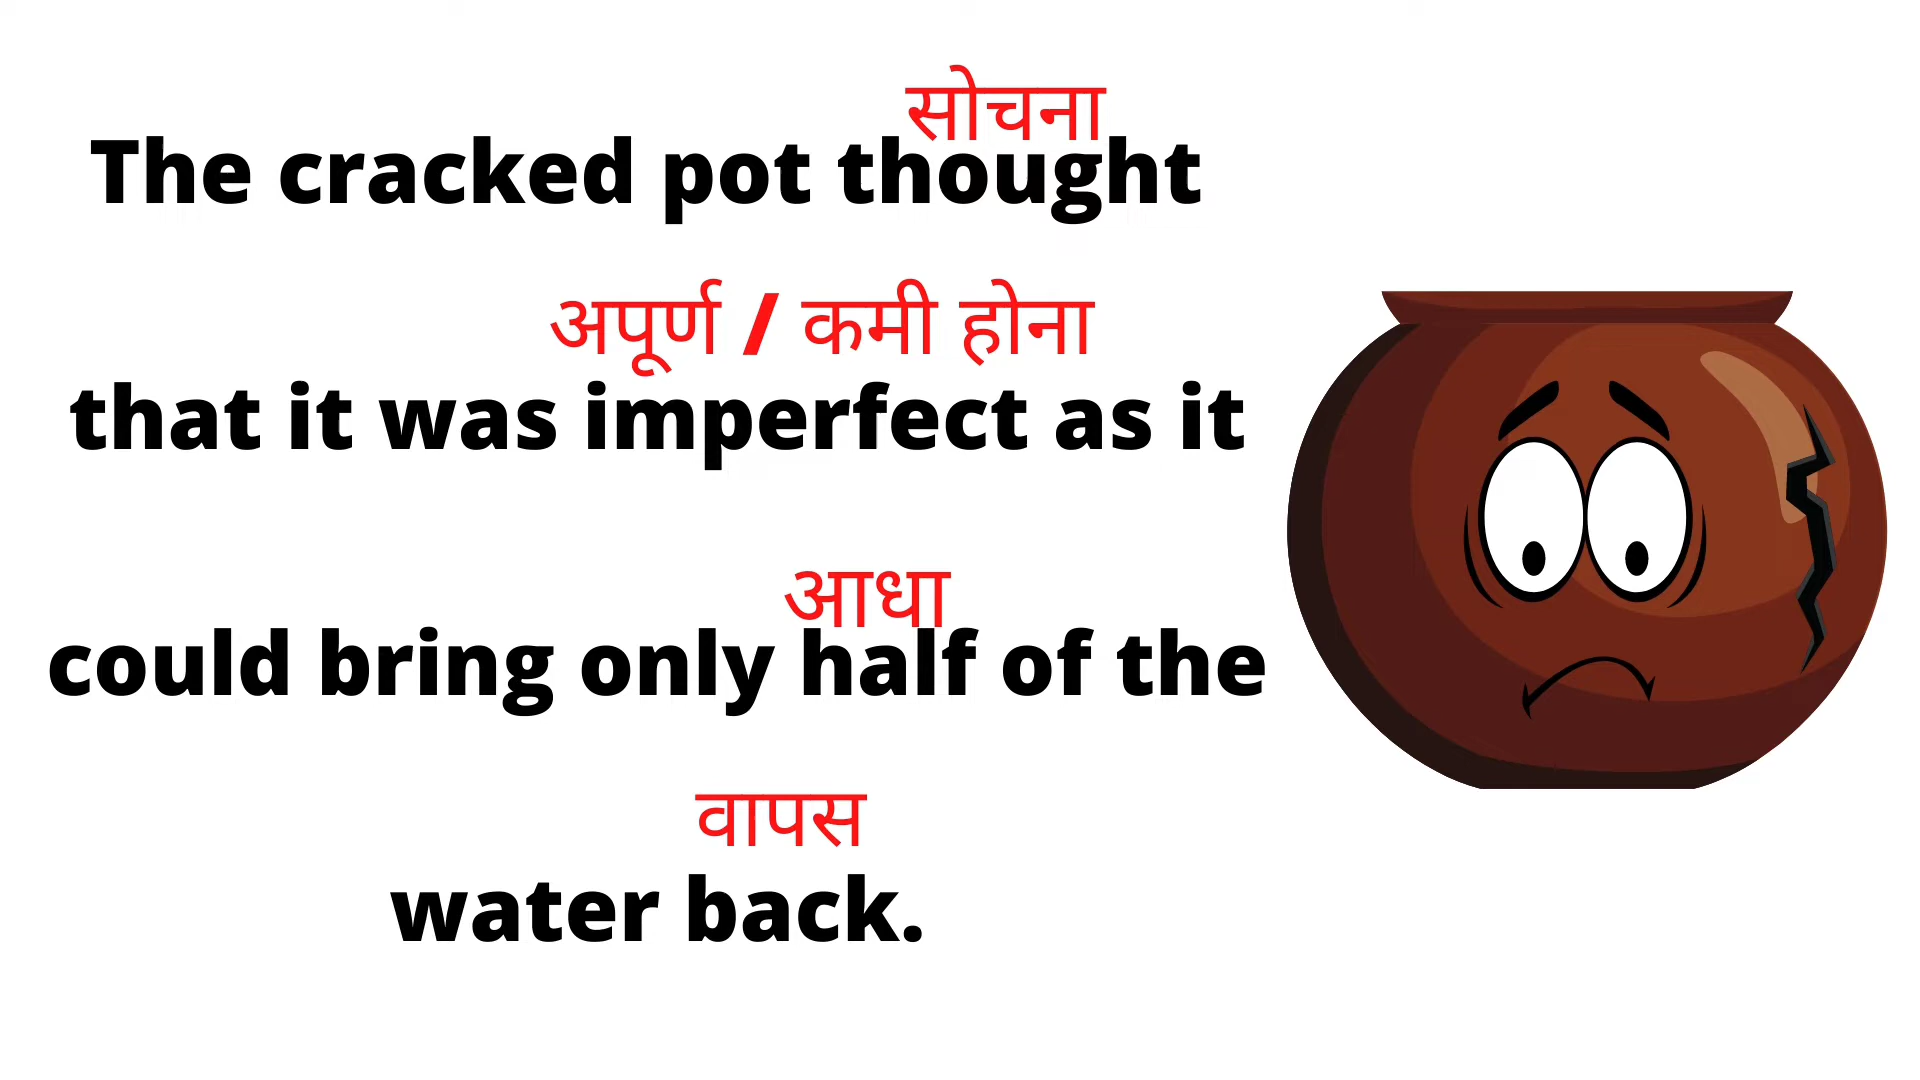 सोचना
The cracked pot thought
अपूर्ण / कमी होना
that it was imperfect as it
आधा
could bring only half of the
वापस
water back.